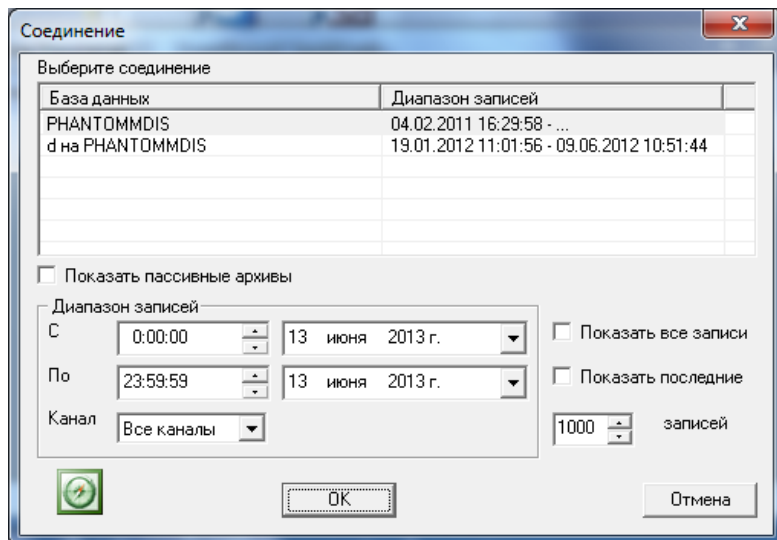 Соединение
Выберите соединение
База данных Диапазон записей
PHANTOMMDIS 04.02.2011 16:29:58 - ...
d на PHANTOMMDIS 19.01.2012 11:01:56 - 09.06.2012 10:51:44
Показать пассивные архивы
Диапазон записей
С 0:00:00 13 июня 2013 г. Показать все записи
По 23:59:59 13 июня 2013 г. Показать последние
Канал Все каналы 1000 записей
OK Отмена